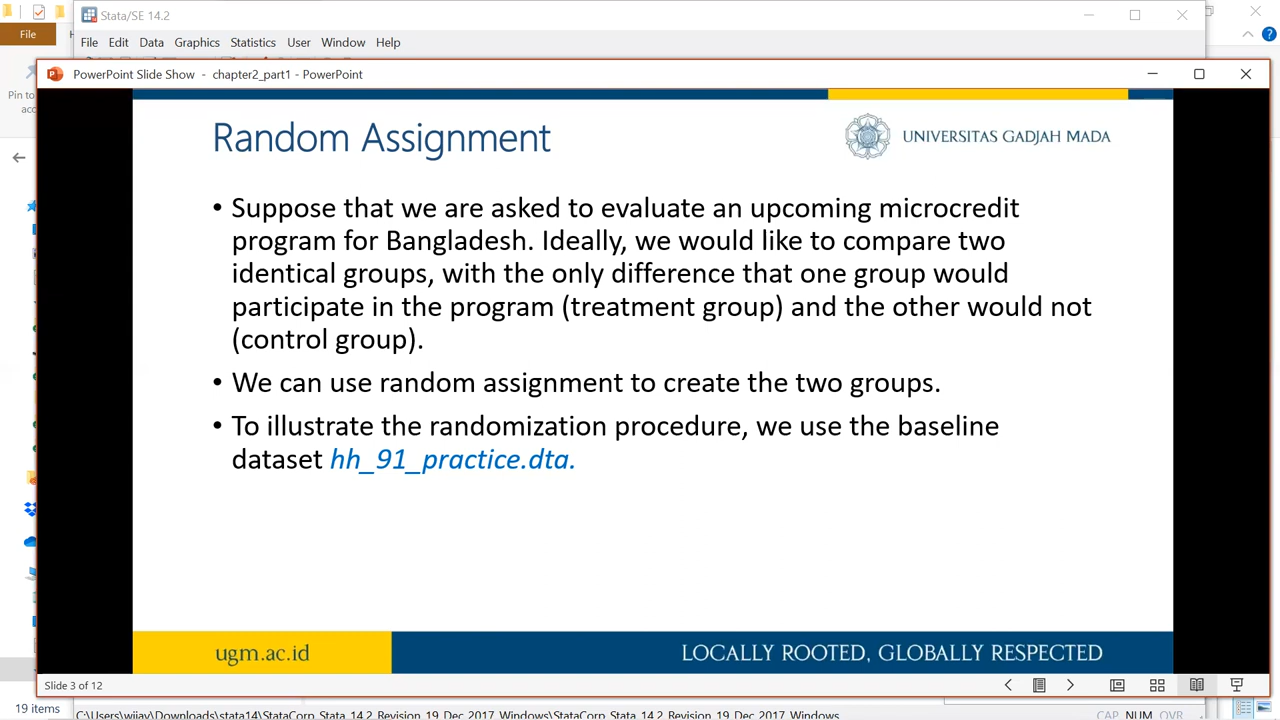 File
Stata/SE 14.2
File Edit Data Graphics Statistics User Window Help
Pin to
PowerPoint Slide Show - chapter2_part1 - PowerPoint
Random Assignment
UNIVERSITAS GADJAH MADA
• Suppose that we are asked to evaluate an upcoming microcredit
program for Bangladesh. Ideally, we would like to compare two
identical groups, with the only difference that one group would
participate in the program (treatment group) and the other would not
(control group).
• We can use random assignment to create the two groups.
• To illustrate the randomization procedure, we use the baseline
dataset hh_91_practice.dta.
ugm.ac.id
LOCALLY ROOTED, GLOBALLY RESPECTED
Slide 3 of 12
19 items
C:\Users\wijay\Downloads\stata14\StataCorp_Stata_14.2_Revision_19_Dec_2017_Windows\StataCorp_Stata_14.2_Revision_19_Dec_2017_Windows
CAP NUM OVR